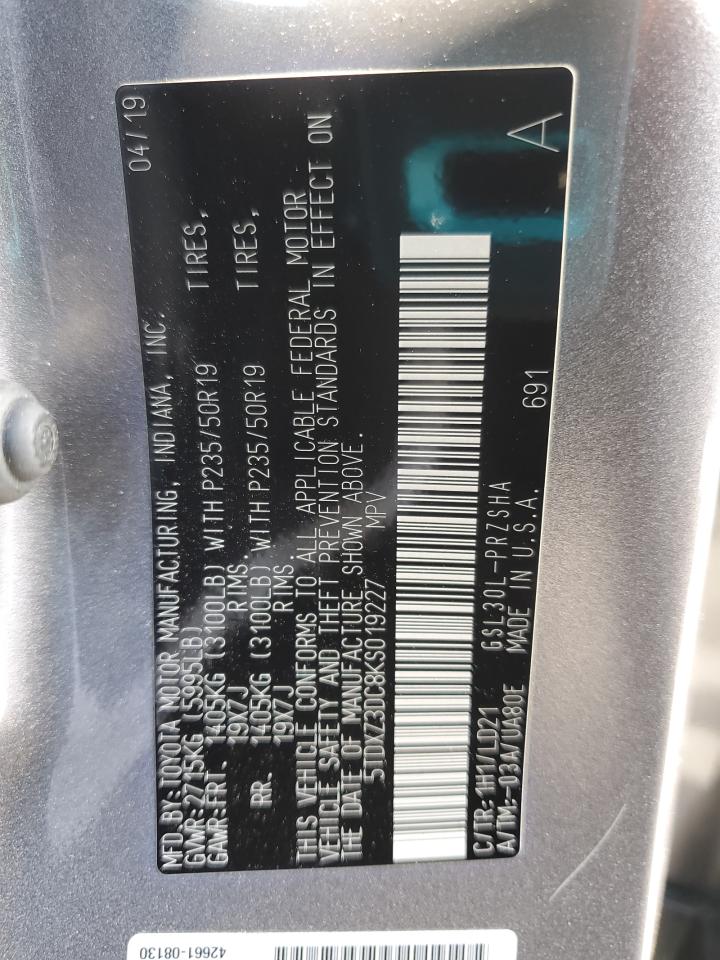 MFD BY:TOYOTA MOTOR MANUFACTURING, INDIANA, INC. 04/19
GVWR:2715KG (5995LB)
GAWR:FRT. 1405KG (3100LB) WITH P235/50R19 TIRES,
19X7J RIMS.
RR. 1405KG (3100LB) WITH P235/50R19 TIRES,
19X7J RIMS.
THIS VEHICLE CONFORMS TO ALL APPLICABLE FEDERAL MOTOR
VEHICLE SAFETY AND THEFT PREVENTION STANDARDS IN EFFECT ON
THE DATE OF MANUFACTURE SHOWN ABOVE.
5TDXZ3DC8KS019227 MPV
C/TR:1H1/LD21 GSL30L-PRZSHA
A/TM:-03A/UA80E MADE IN U.S.A. 691 A
42661-08130